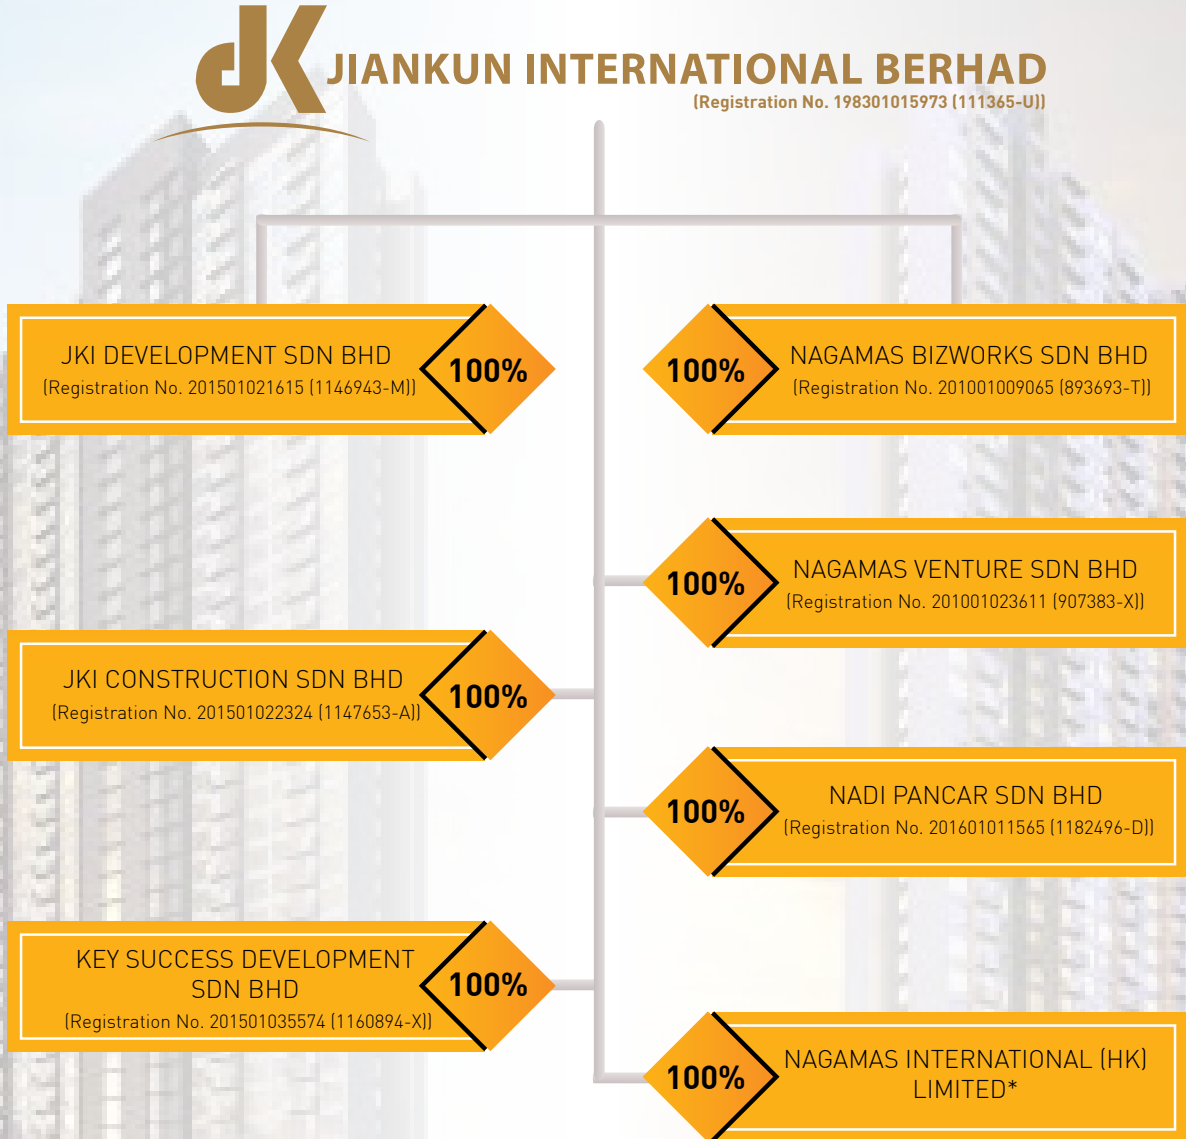 JK
JIANKUN INTERNATIONAL BERHAD
(Registration No. 198301015973 (111365-U))
JKI DEVELOPMENT SDN BHD
(Registration No. 201501021615 (1146943-M))
100%
100%
NAGAMAS BIZWORKS SDN BHD
(Registration No. 201001009065 (893693-T))
100%
NAGAMAS VENTURE SDN BHD
(Registration No. 201001023611 (907383-X))
JKI CONSTRUCTION SDN BHD
(Registration No. 201501022324 (1147653-A))
100%
100%
NADI PANCAR SDN BHD
(Registration No. 201601011565 (1182496-D))
KEY SUCCESS DEVELOPMENT
SDN BHD
(Registration No. 201501035574 (1160894-X))
100%
100%
NAGAMAS INTERNATIONAL (HK)
LIMITED*